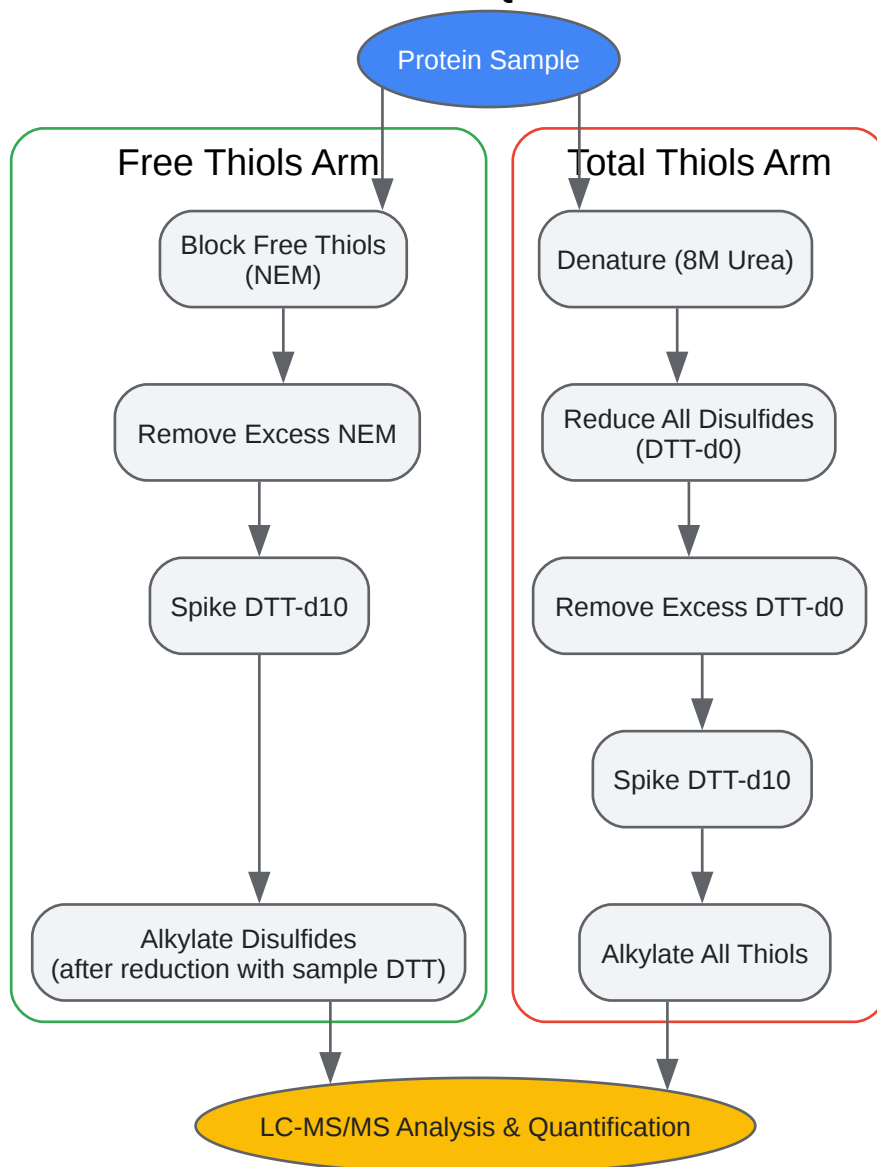 Protein Sample
Free Thiols Arm
Total Thiols Arm
Block Free Thiols
(NEM)
Denature (8M Urea)
Remove Excess NEM
Reduce All Disulfides
(DTT-d0)
Spike DTT-d10
Remove Excess DTT-d0
Spike DTT-d10
Alkylate Disulfides
(after reduction with sample DTT)
Alkylate All Thiols
LC-MS/MS Analysis & Quantification